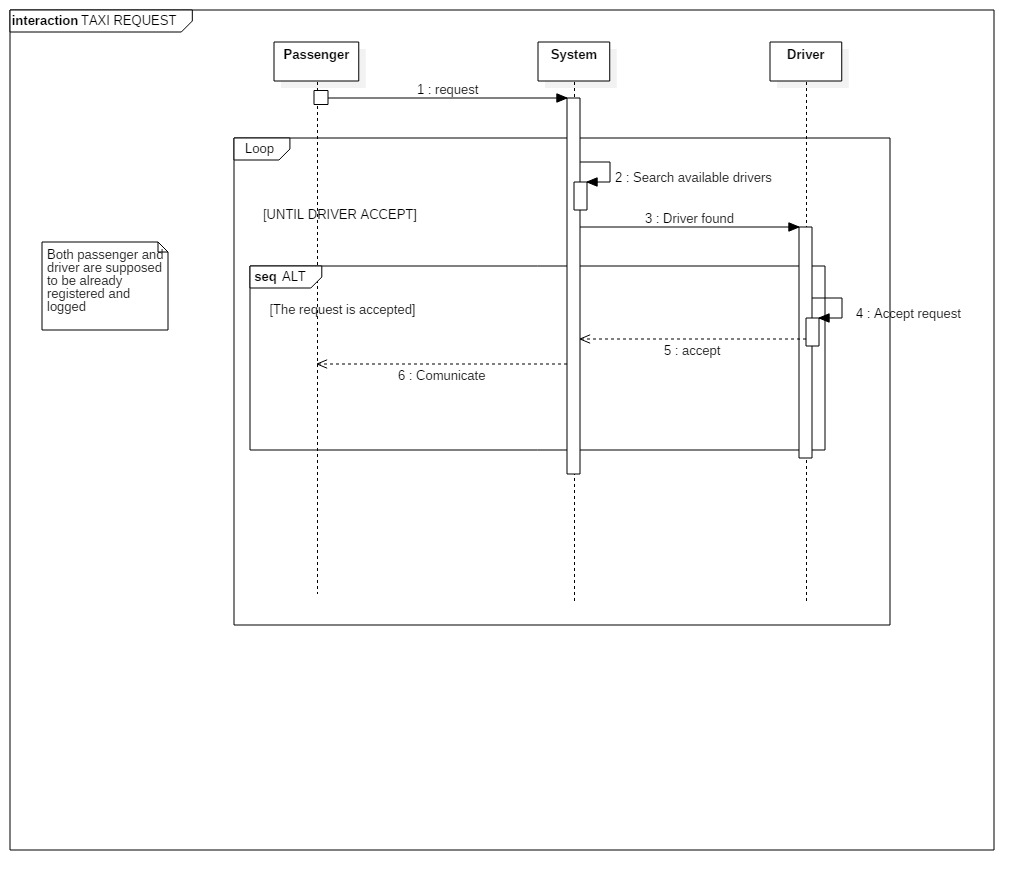 interaction TAXI REQUEST
Passenger
System
Driver
1 : request
Loop
2 : Search available drivers
[UNTIL DRIVER ACCEPT]
3 : Driver found
Both passenger and
driver are supposed
to be already
registered and
logged
seq ALT
[The request is accepted]
4 : Accept request
5 : accept
6 : Comunicate